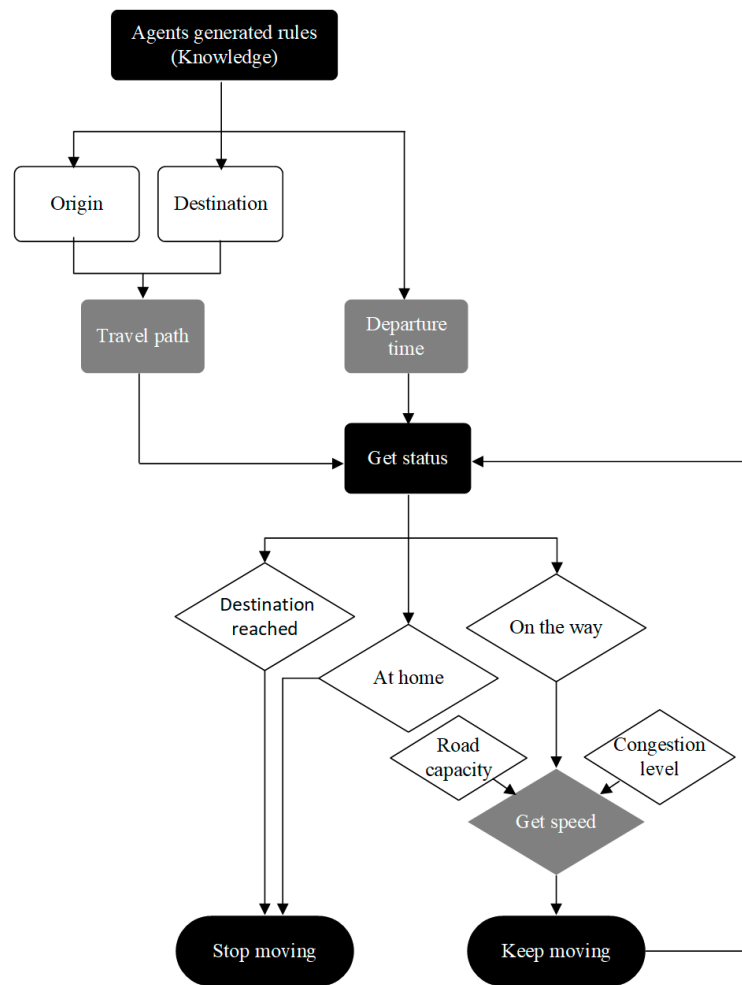 Agents generated rules
(Knowledge)
Origin
Destination
Travel path
Departure
time
Get status
Destination
reached
At home
On the way
Road
capacity
Congestion
level
Get speed
Stop moving
Keep moving